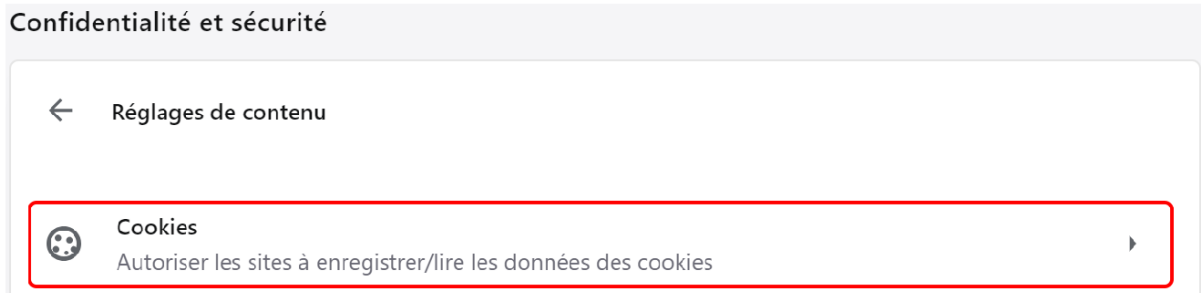 Confidentialité et sécurité
Réglages de contenu
Cookies
Autoriser les sites à enregistrer/lire les données des cookies